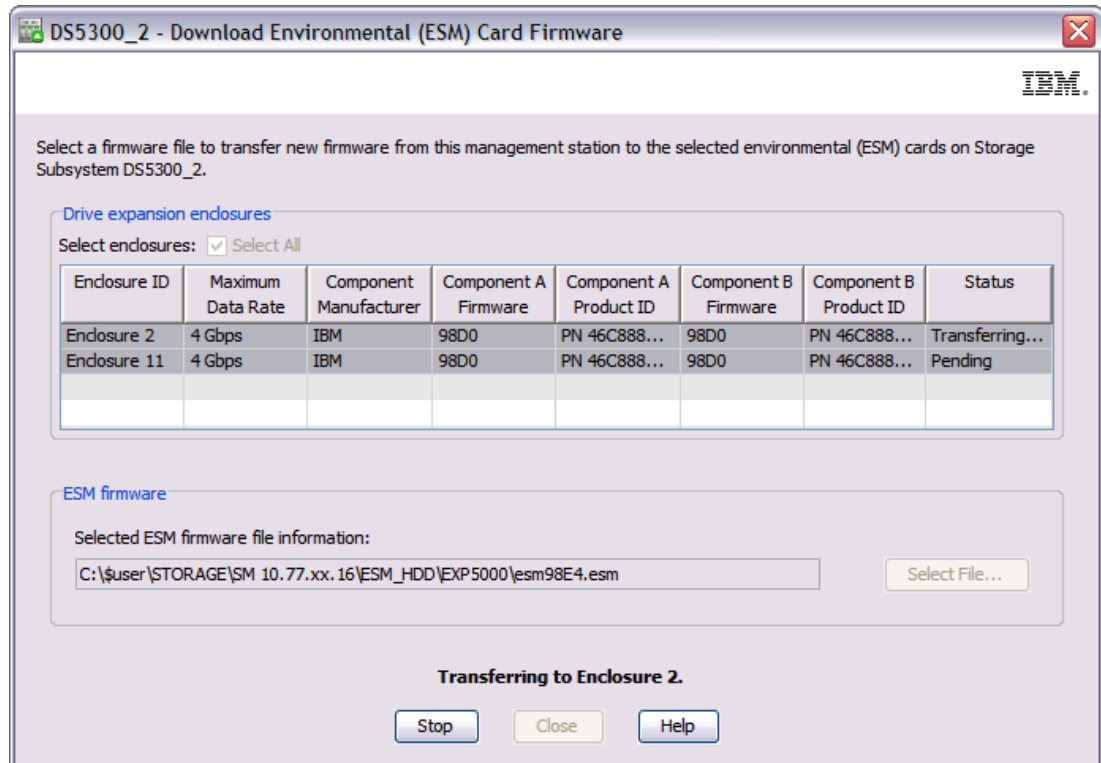 DS5300_2 - Download Environmental (ESM) Card Firmware
IBM.
Select a firmware file to transfer new firmware from this management station to the selected environmental (ESM) cards on Storage
Subsystem DS5300_2.
Drive expansion enclosures
Select enclosures: Select All
Enclosure ID Maximum Data Rate Component Manufacturer Component A Firmware Component A Product ID Component B Firmware Component B Product ID Status
Enclosure 2 4 Gbps IBM 98D0 PN 46C888... 98D0 PN 46C888... Transferring...
Enclosure 11 4 Gbps IBM 98D0 PN 46C888... 98D0 PN 46C888... Pending
ESM firmware
Selected ESM firmware file information:
C:\$user\STORAGE\SM 10.77.xx.16\ESM_HDD\EXP5000\esm98E4.esm Select File...
Transferring to Enclosure 2.
Stop Close Help